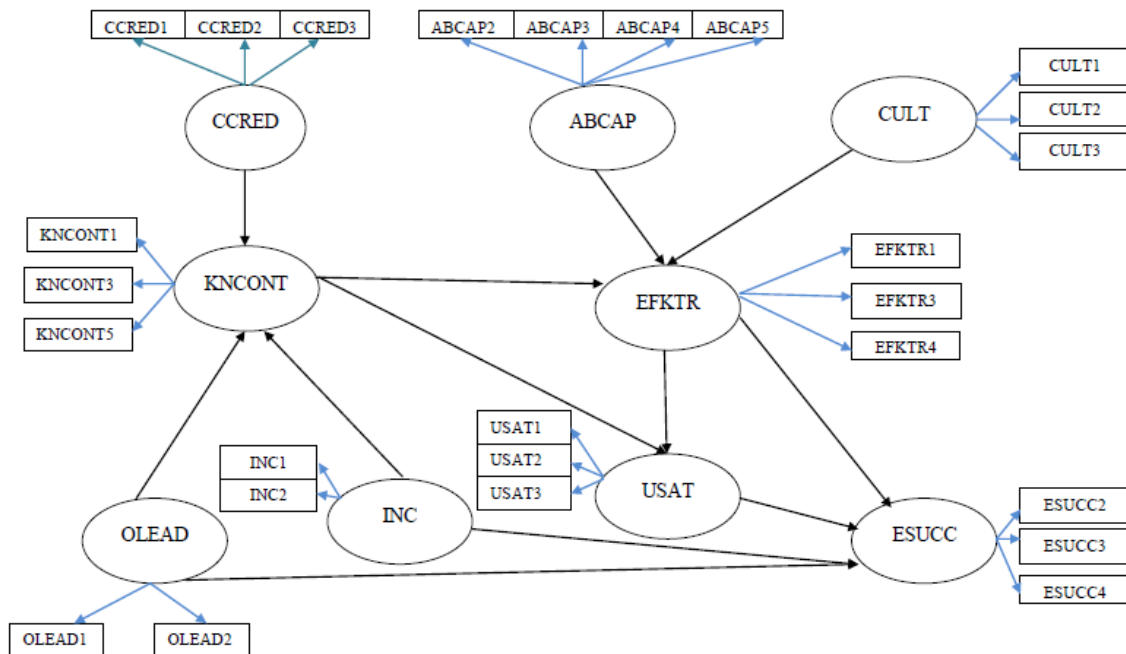 CCRED1 CCRED2 CCRED3
ABCAP2 ABCAP3 ABCAP4 ABCAP5
CULT1
CULT2
CULT3
CCRED
ABCAP
CULT
KNCONT1
KNCONT3
KNCONT5
KNCONT
EFKTR
EFKTR1
EFKTR3
EFKTR4
INC1
INC2
USAT1
USAT2
USAT3
OLEAD
INC
USAT
ESUCC
ESUCC2
ESUCC3
ESUCC4
OLEAD1
OLEAD2